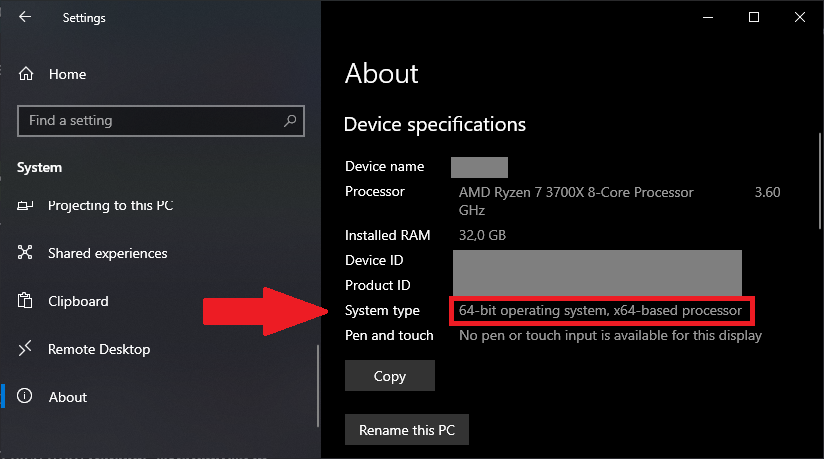 Settings
Home
Find a setting
System
Projecting to this PC
Shared experiences
Clipboard
Remote Desktop
About
About
Device specifications
Device name
Processor AMD Ryzen 7 3700X 8-Core Processor 3.60
GHz
Installed RAM 32,0 GB
Device ID
Product ID
System type 64-bit operating system, x64-based processor
Pen and touch No pen or touch input is available for this display
Copy
Rename this PC